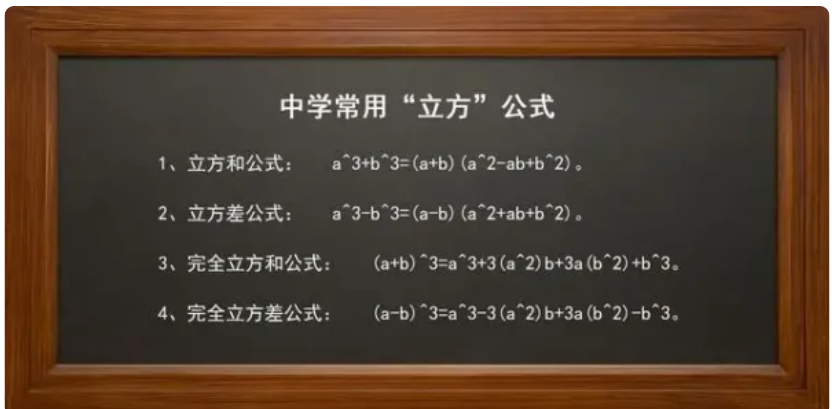 中学常用“立方”公式
1、立方和公式： a^3+b^3=(a+b)(a^2-ab+b^2)。
2、立方差公式： a^3-b^3=(a-b)(a^2+ab+b^2)。
3、完全立方和公式： (a+b)^3=a^3+3(a^2)b+3a(b^2)+b^3。
4、完全立方差公式： (a-b)^3=a^3-3(a^2)b+3a(b^2)-b^3。